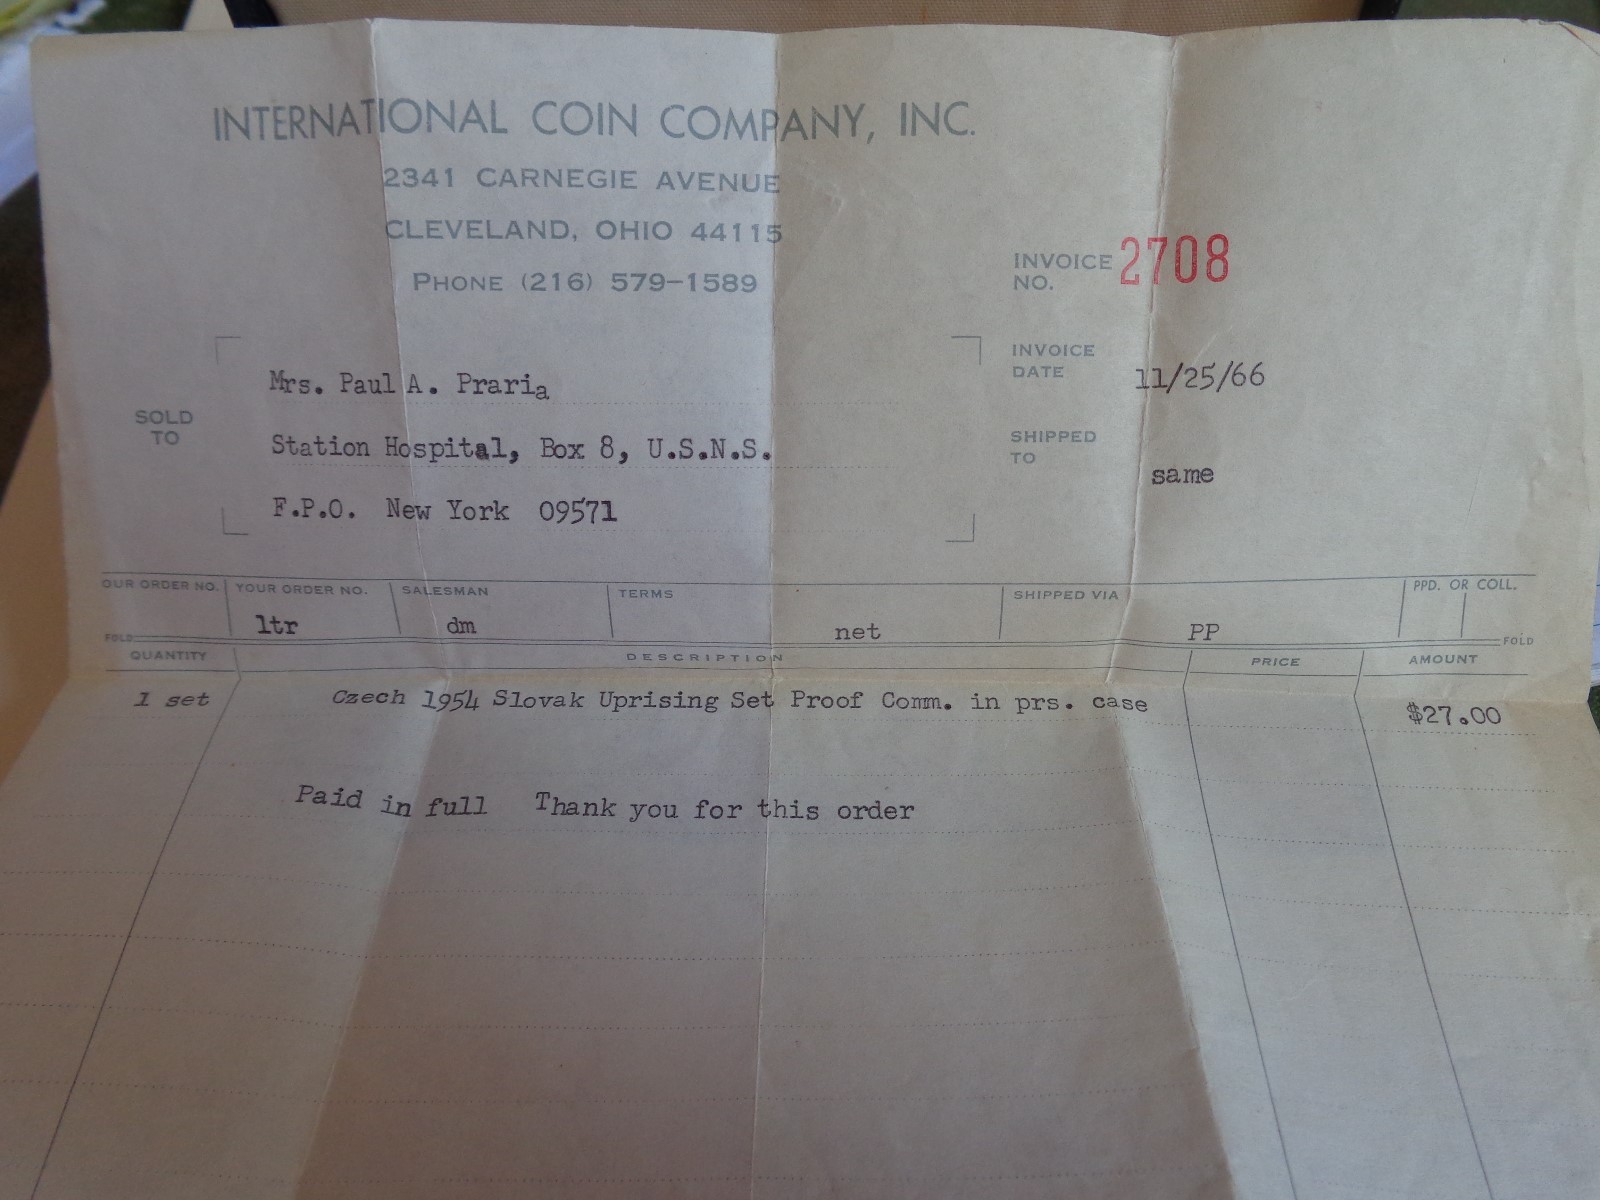 INTERNATIONAL COIN COMPANY, INC.
2341 CARNEGIE AVENUE
CLEVELAND, OHIO 44115
PHONE (216) 579-1589
INVOICE NO. 2708
INVOICE DATE 11/25/66
SHIPPED TO same
SOLD TO
Mrs. Paul A. Praria
Station Hospital, Box 8, U.S.N.S.
F.P.O. New York 09571
OUR ORDER NO. YOUR ORDER NO. SALESMAN TERMS SHIPPED VIA PPD. OR COLL.
ltr dm net PP
FOLD FOLD
QUANTITY DESCRIPTION PRICE AMOUNT
1 set Czech 1954 Slovak Uprising Set Proof Comm. in prs. case $27.00
Paid in full Thank you for this order